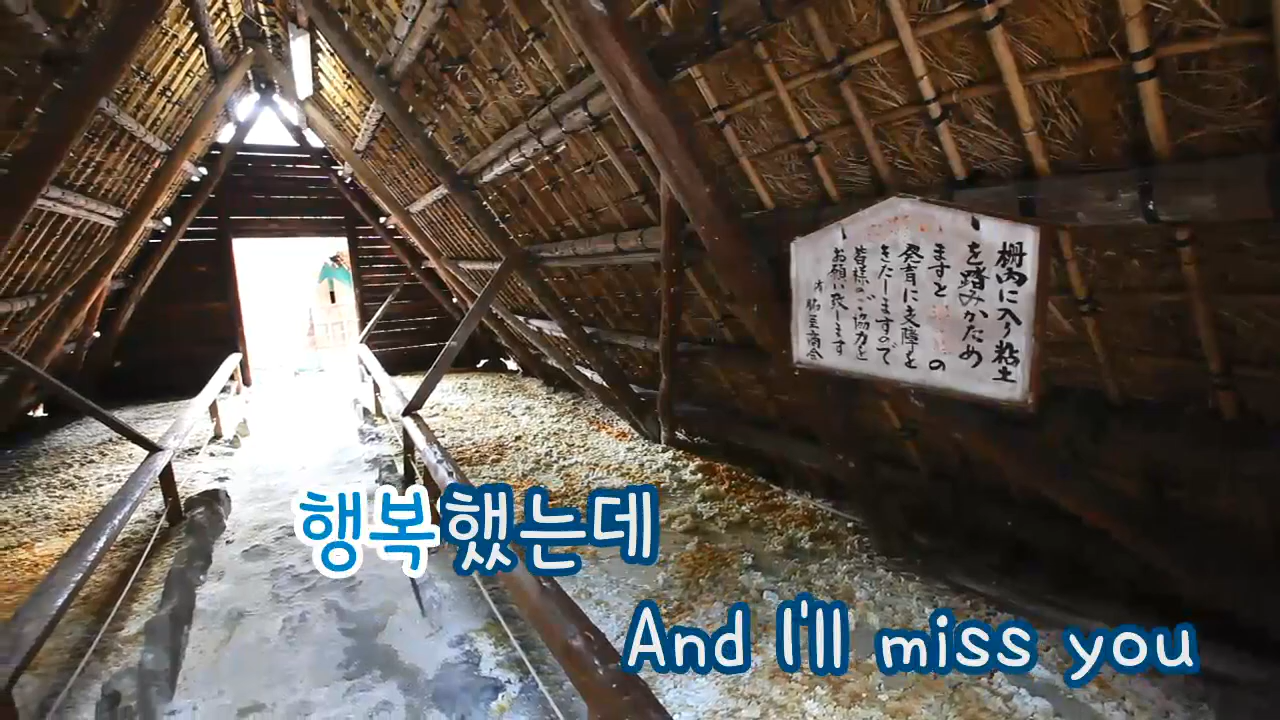 柵内に入り粘土
を踏みかため
ますと の
発育に支障を
きたしますので
皆様のご協力を
お願い致します
行복했는데
And I'll miss you